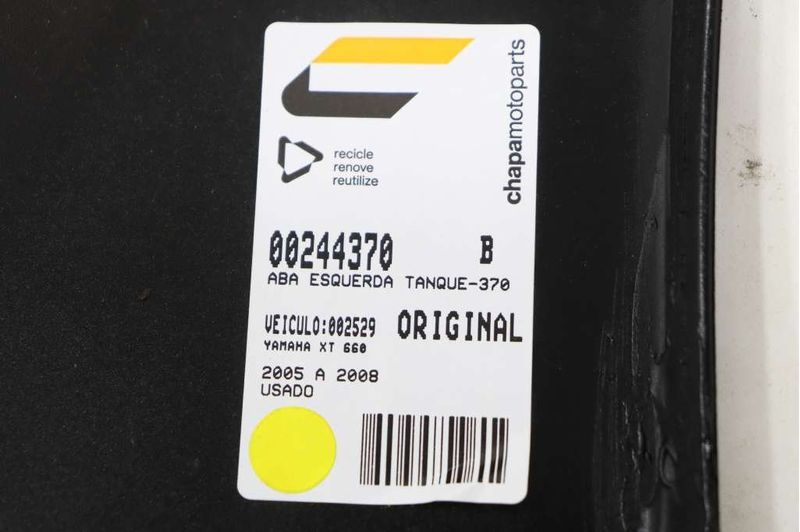 chapamotoparts
recicle
renove
reutilize
00244370 B
ABA ESQUERDA TANQUE-370
VEICULO:002529 ORIGINAL
YAMAHA XT 660
2005 A 2008
USADO